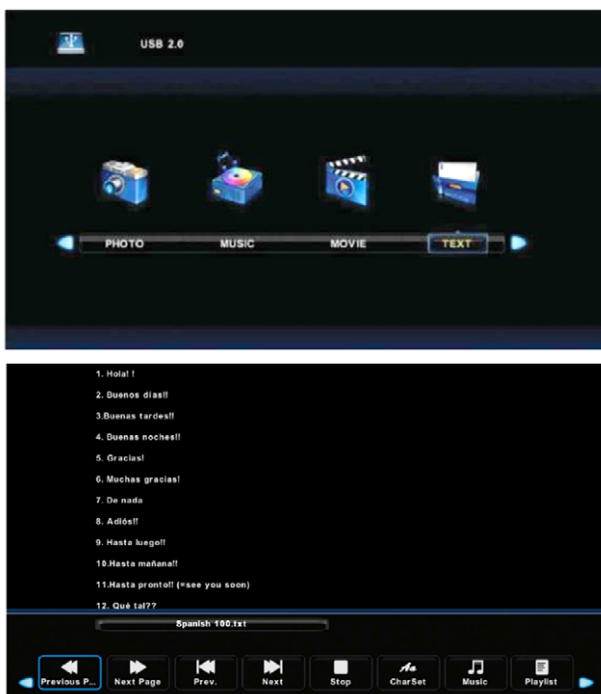 USB 2.0
PHOTO MUSIC MOVIE TEXT
1. Hola! !
2. Buenos días!!
3.Buenas tardes!!
4. Buenas noches!!
5. Gracias!
6. Muchas gracias!
7. De nada
8. Adiós!!
9. Hasta luego!!
10.Hasta mañana!!
11.Hasta pronto!! (=see you soon)
12. Qué tal??
Spanish 100.txt
Previous P... Next Page Prev. Next Stop CharSet Music Playlist